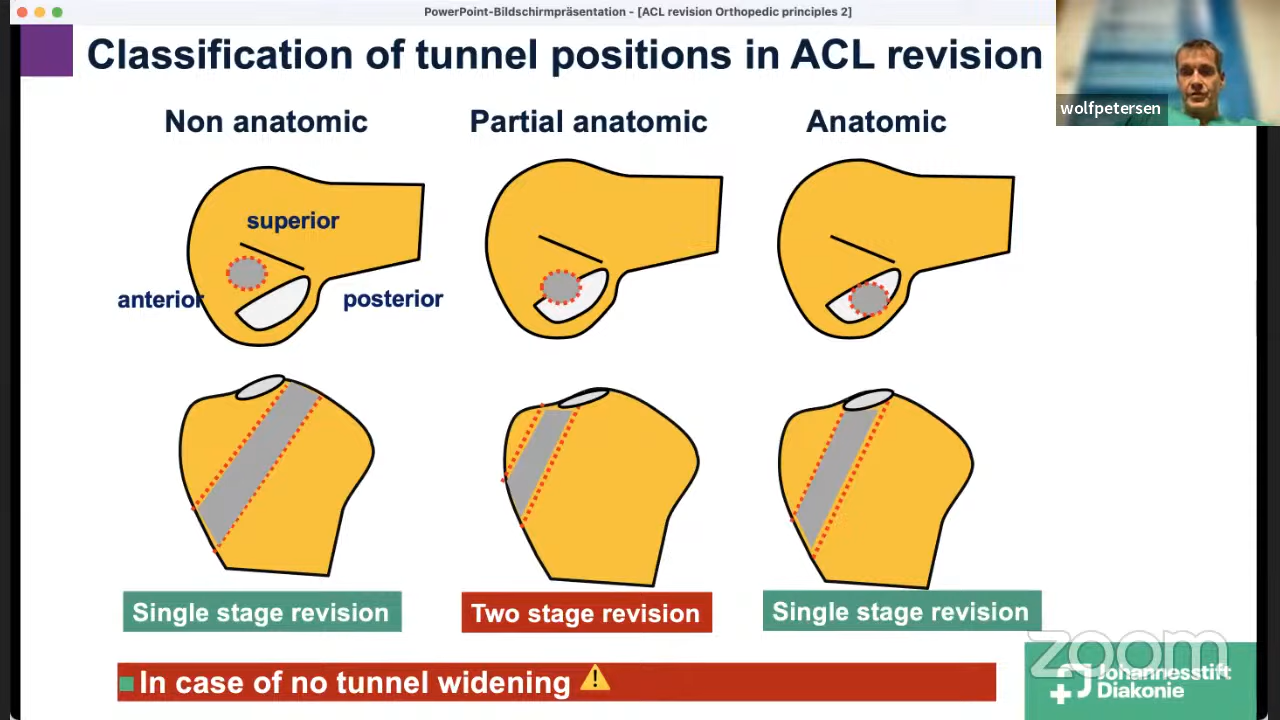 PowerPoint-Bildschirmpräsentation - [ACL revision Orthopedic principles 2]
Classification of tunnel positions in ACL revision
wolfpetersen
Non anatomic
Partial anatomic
Anatomic
superior
anterior
posterior
Single stage revision
Two stage revision
Single stage revision
In case of no tunnel widening
zoom
Johannesstift
Diakonie